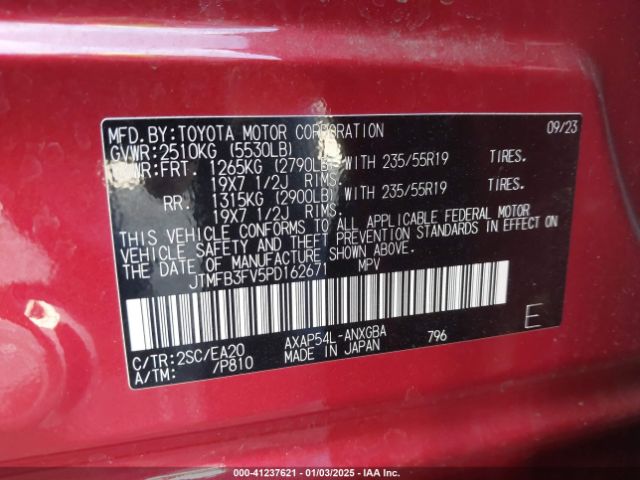 MFD.BY:TOYOTA MOTOR CORPORATION 09/23
GVWR:2510KG (5530LB)
GAWR:FRT. 1265KG (2790LB) WITH 235/55R19 TIRES.
19X7 1/2J RIMS.
RR. 1315KG (2900LB) WITH 235/55R19 TIRES.
19X7 1/2J RIMS.
THIS VEHICLE CONFORMS TO ALL APPLICABLE FEDERAL MOTOR
VEHICLE SAFETY AND THEFT PREVENTION STANDARDS IN EFFECT ON
THE DATE OF MANUFACTURE SHOWN ABOVE.
JTMFB3FV5PD162671 MPV
C/TR:2SC/EA20 AXAP54L-ANXGBA 796 E
A/TM: /P810 MADE IN JAPAN
000-41237621 - 01/03/2025 - IAA Inc.